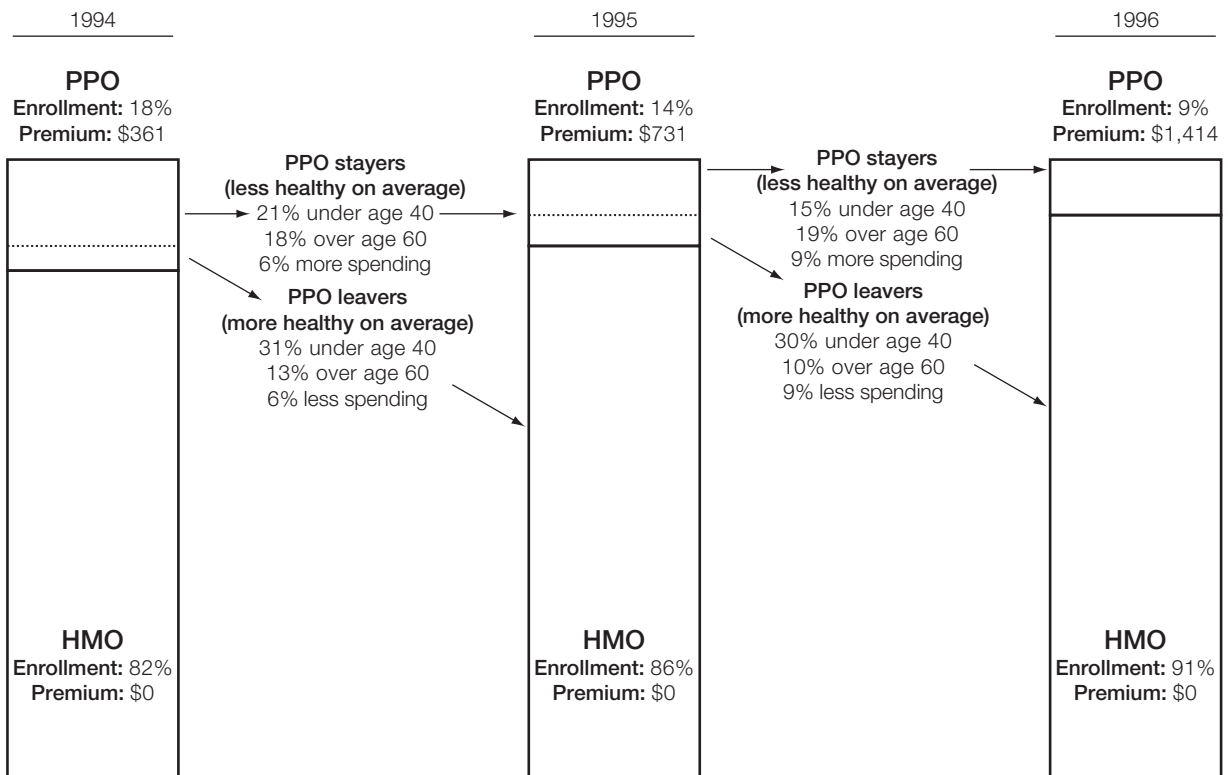 1994
1995
1996
PPO
Enrollment: 18%
Premium: $361
PPO
Enrollment: 14%
Premium: $731
PPO
Enrollment: 9%
Premium: $1,414
PPO stayers
(less healthy on average)
21% under age 40
18% over age 60
6% more spending
PPO leavers
(more healthy on average)
31% under age 40
13% over age 60
6% less spending
PPO stayers
(less healthy on average)
15% under age 40
19% over age 60
9% more spending
PPO leavers
(more healthy on average)
30% under age 40
10% over age 60
9% less spending
HMO
Enrollment: 82%
Premium: $0
HMO
Enrollment: 86%
Premium: $0
HMO
Enrollment: 91%
Premium: $0